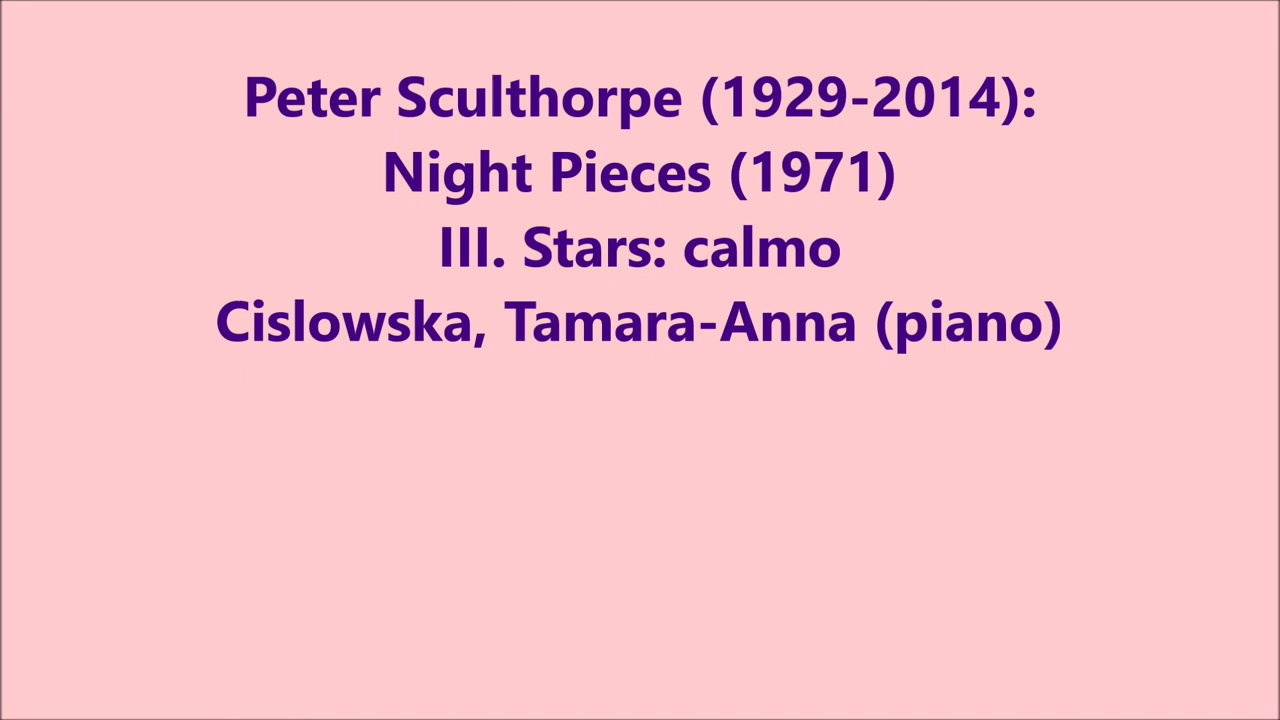 Peter Sculthorpe (1929-2014):
Night Pieces (1971)
III. Stars: calmo
Cislowska, Tamara-Anna (piano)